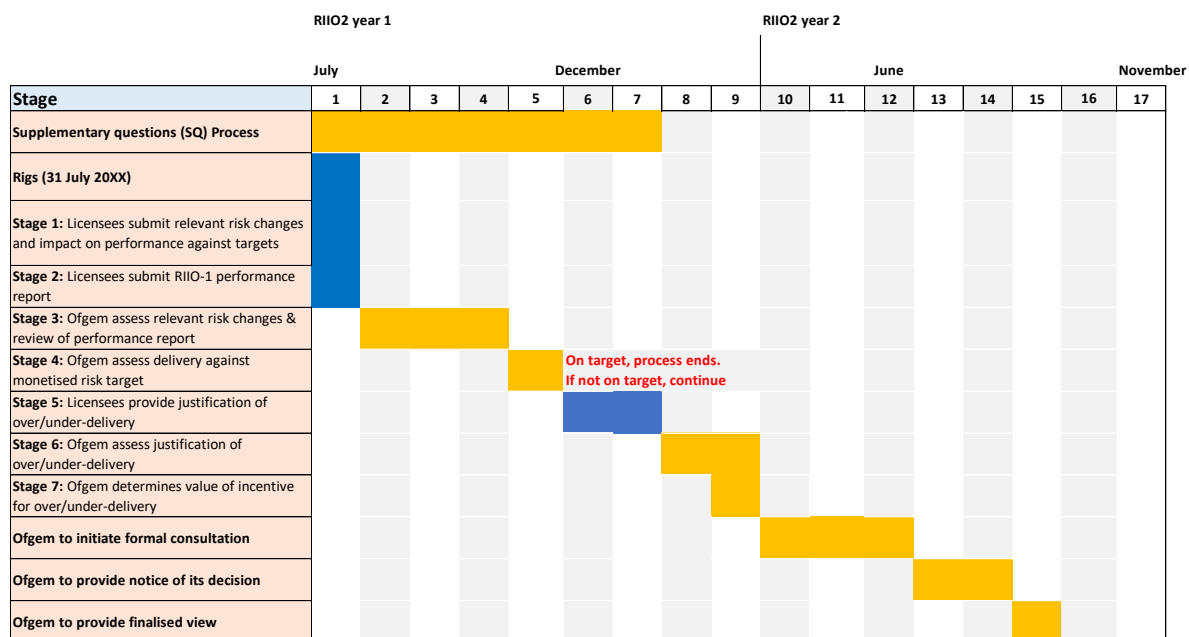 RIIO2 year 1
RIIO2 year 2
July
December
June
November
Stage
1
2
3
4
5
6
7
8
9
10
11
12
13
14
15
16
17
Supplementary questions (SQ) Process
Rigs (31 July 20XX)
Stage 1: Licensees submit relevant risk changes
and impact on performance against targets
Stage 2: Licensees submit RIIO-1 performance
report
Stage 3: Ofgem assess relevant risk changes &
review of performance report
Stage 4: Ofgem assess delivery against
monetised risk target
On target, process ends.
If not on target, continue
Stage 5: Licensees provide justification of
over/under-delivery
Stage 6: Ofgem assess justification of
over/under-delivery
Stage 7: Ofgem determines value of incentive
for over/under-delivery
Ofgem to initiate formal consultation
Ofgem to provide notice of its decision
Ofgem to provide finalised view